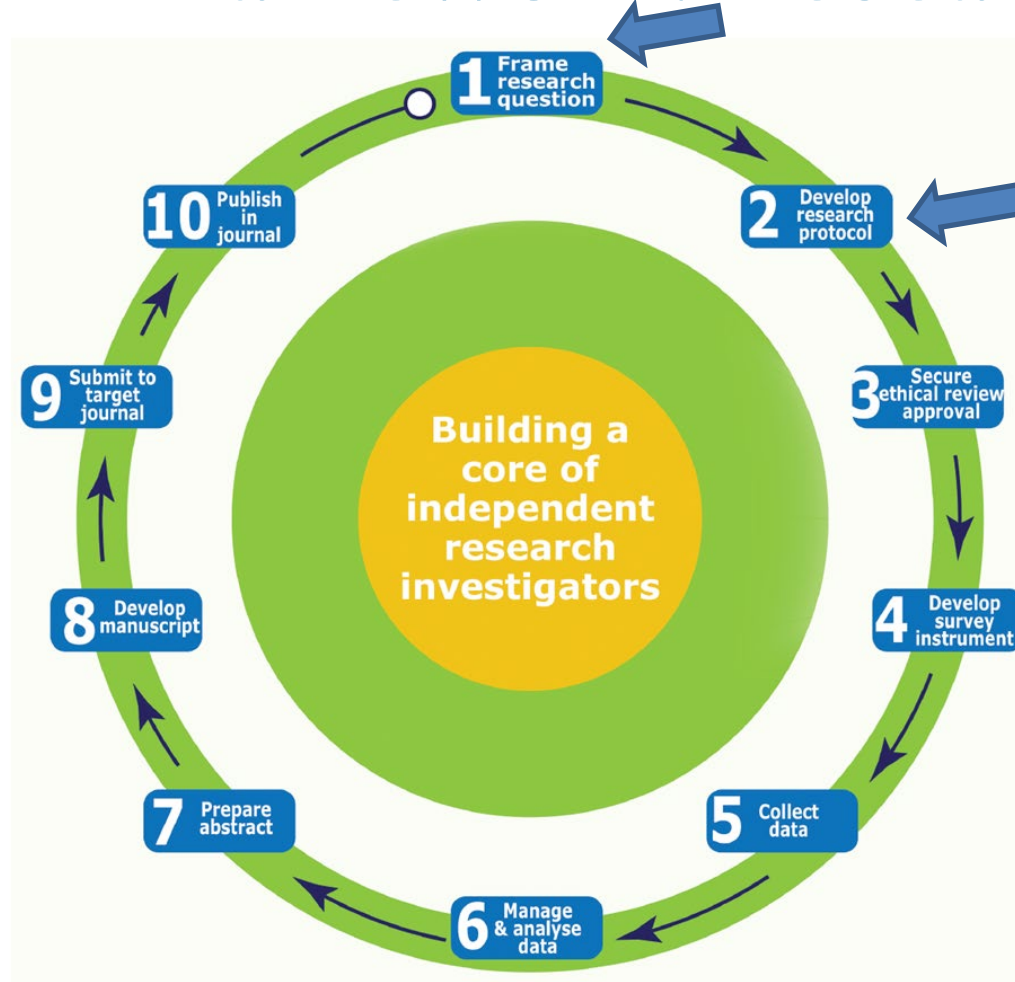 1 Frame
research
question
2 Develop
research
protocol
3 Secure
ethical review
approval
4 Develop
survey
instrument
5 Collect
data
6 Manage
& analyse
data
7 Prepare
abstract
8 Develop
manuscript
9 Submit to
target
journal
10 Publish
in
journal
Building a
core of
independent
research
investigators